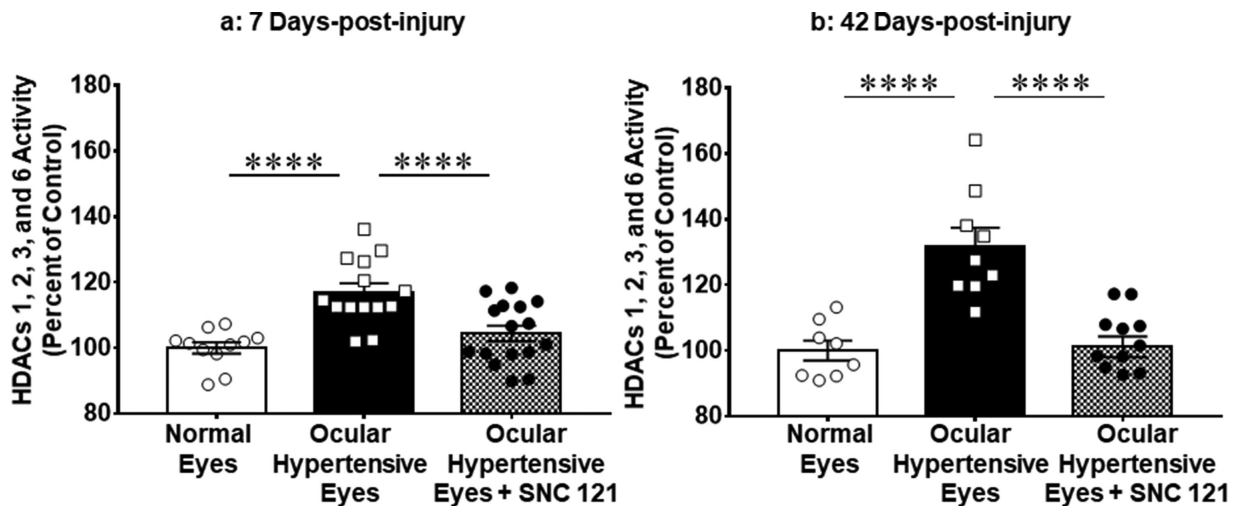 a: 7 Days-post-injury
HDACs 1, 2, 3, and 6 Activity
(Percent of Control)
180
160
140
120
100
80
****
****
Normal
Eyes
Ocular
Hypertensive
Eyes
Ocular
Hypertensive
Eyes + SNC 121
b: 42 Days-post-injury
HDACs 1, 2, 3, and 6 Activity
(Percent of Control)
180
160
140
120
100
80
****
****
Normal
Eyes
Ocular
Hypertensive
Eyes
Ocular
Hypertensive
Eyes + SNC 121